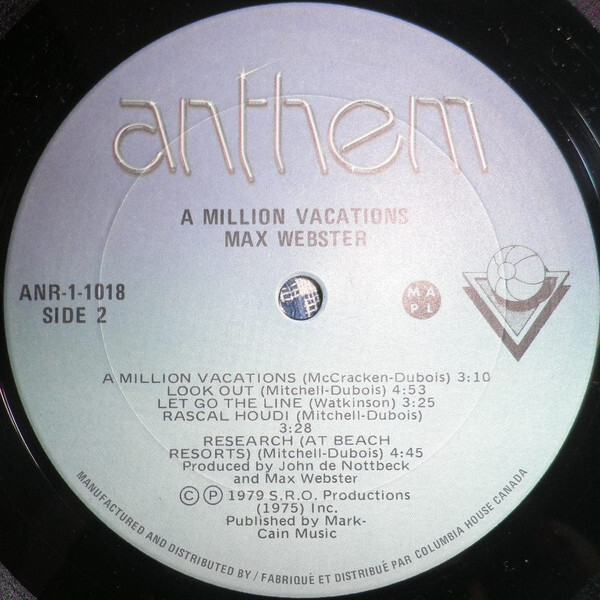 anthem
A MILLION VACATIONS
MAX WEBSTER
ANR-1-1018
SIDE 2
M A
P L
A MILLION VACATIONS (McCracken-Dubois) 3:10
LOOK OUT (Mitchell-Dubois) 4:53
LET GO THE LINE (Watkinson) 3:25
RASCAL HOUDI (Mitchell-Dubois)
3:28
RESEARCH (AT BEACH
RESORTS) (Mitchell-Dubois) 4:45
Produced by John de Nottbeck
and Max Webster
© ℗ 1979 S.R.O. Productions
(1975) Inc.
Published by Mark-
Cain Music
MANUFACTURED AND DISTRIBUTED BY / FABRIQUÉ ET DISTRIBUÉ PAR COLUMBIA HOUSE CANADA